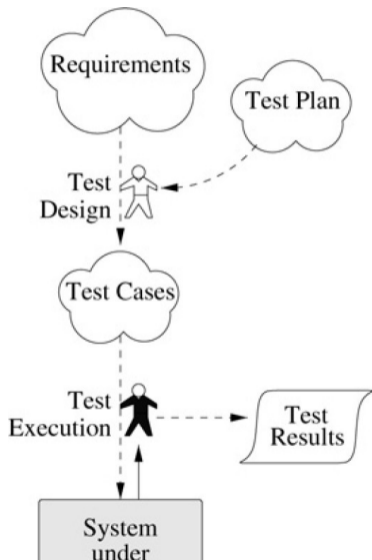 Requirements
Test Plan
Test
Design
Test Cases
Test
Execution
Test
Results
System
under